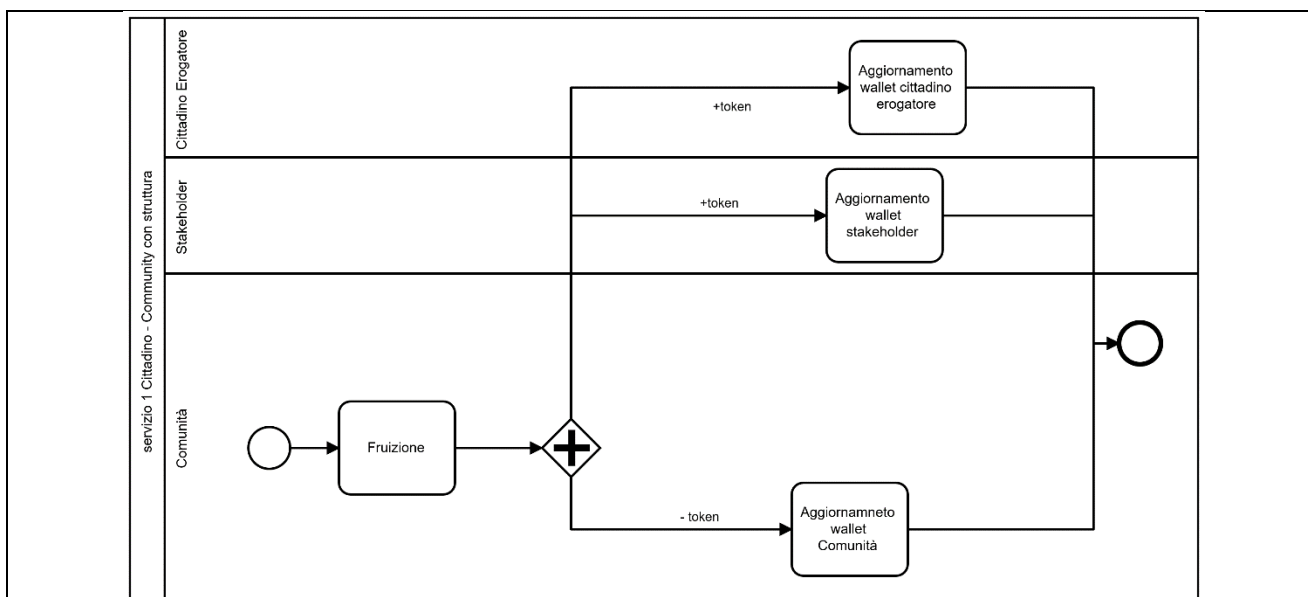 servizio 1 Cittadino - Community con struttura
Cittadino Erogatore
+token
Aggiornamento
wallet cittadino
erogatore
Stakeholder
+token
Aggiornamento
wallet
stakeholder
Comunità
Fruizione
- token
Aggiornamneto
wallet
Comunità